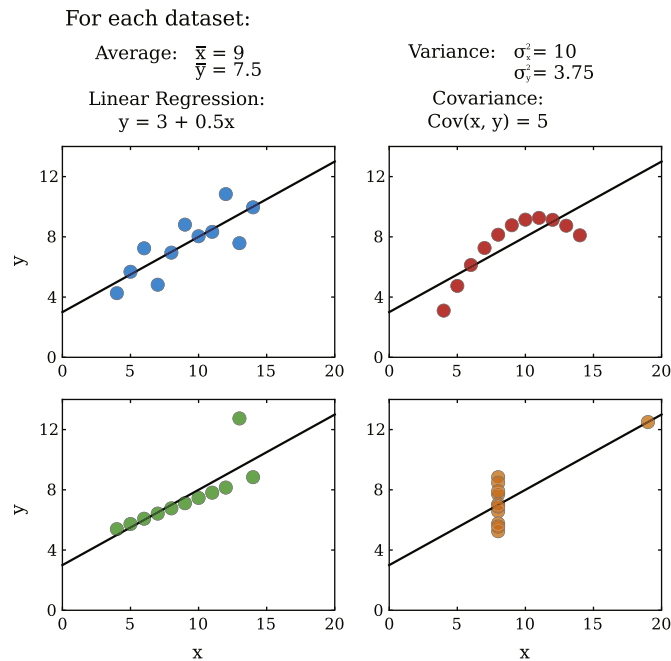 For each dataset:
Average: x̅ = 9
y̅ = 7.5
Variance: σₓ² = 10
σᵧ² = 3.75
Linear Regression:
y = 3 + 0.5x
Covariance:
Cov(x, y) = 5
12
8
4
0
y
0 5 10 15 20
0 5 10 15 20
12
8
4
0
12
8
4
0
y
0 5 10 15 20
x
12
8
4
0
0 5 10 15 20
x